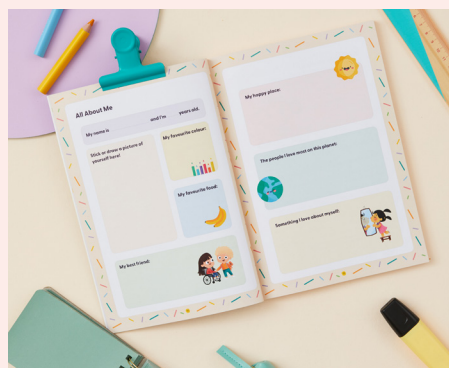 All About Me
My name is and I'm years old.
Stick or draw a picture of
yourself here!
My favourite colour:
My favourite food:
My best friend:
My happy place:
The people I love most on this planet:
Something I love about myself: